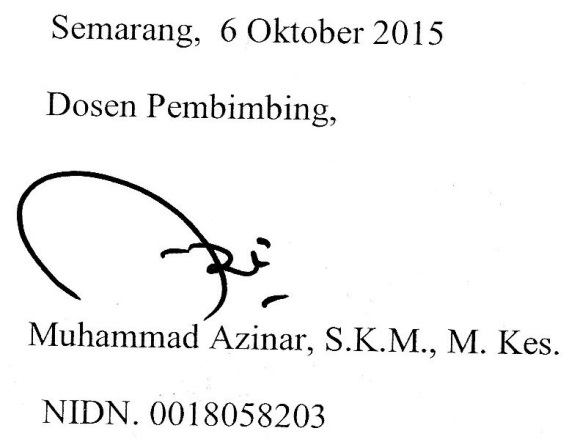 Semarang, 6 Oktober 2015
Dosen Pembimbing,
Muhammad Azinar, S.K.M., M. Kes.
NIDN. 0018058203